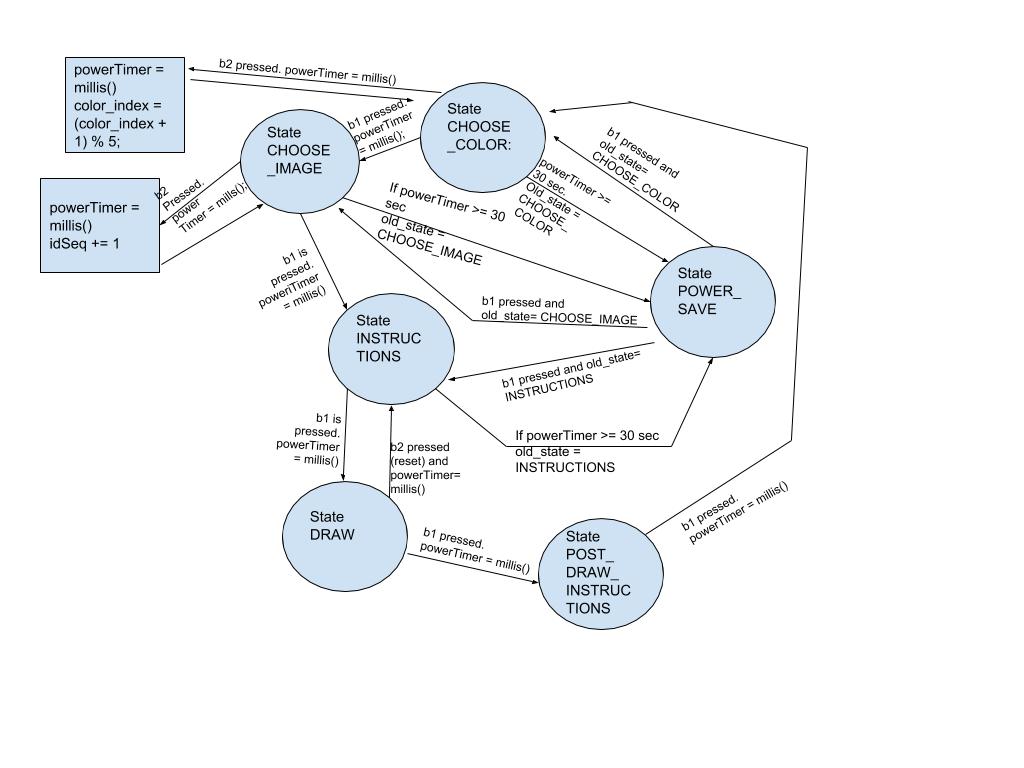 powerTimer =
millis()
color_index =
(color_index +
1) % 5;
b2 pressed. powerTimer = millis()
State
CHOOSE
_COLOR:
b1 pressed.
powerTimer
= millis();
State
CHOOSE
_IMAGE
b1 pressed and
old_state=
CHOOSE_COLOR
powerTimer >=
30 sec.
Old_state =
CHOOSE_
COLOR
b2
Pressed.
power
Timer = millis();
powerTimer =
millis()
idSeq += 1
If powerTimer >= 30
sec
old_state =
CHOOSE_IMAGE
State
POWER_
SAVE
b1 is
pressed.
poweriTimer
= millis()
b1 pressed and
old_state= CHOOSE_IMAGE
State
INSTRUC
TIONS
b1 pressed and old_state=
INSTRUCTIONS
b1 is
pressed.
powerTimer
= millis()
b2 pressed
(reset) and
powerTimer=
millis()
If powerTimer >= 30 sec
old_state =
INSTRUCTIONS
State
DRAW
b1 pressed.
powerTimer = millis()
State
POST_
DRAW_
INSTRUC
TIONS
b1 pressed.
powerTimer = millis()